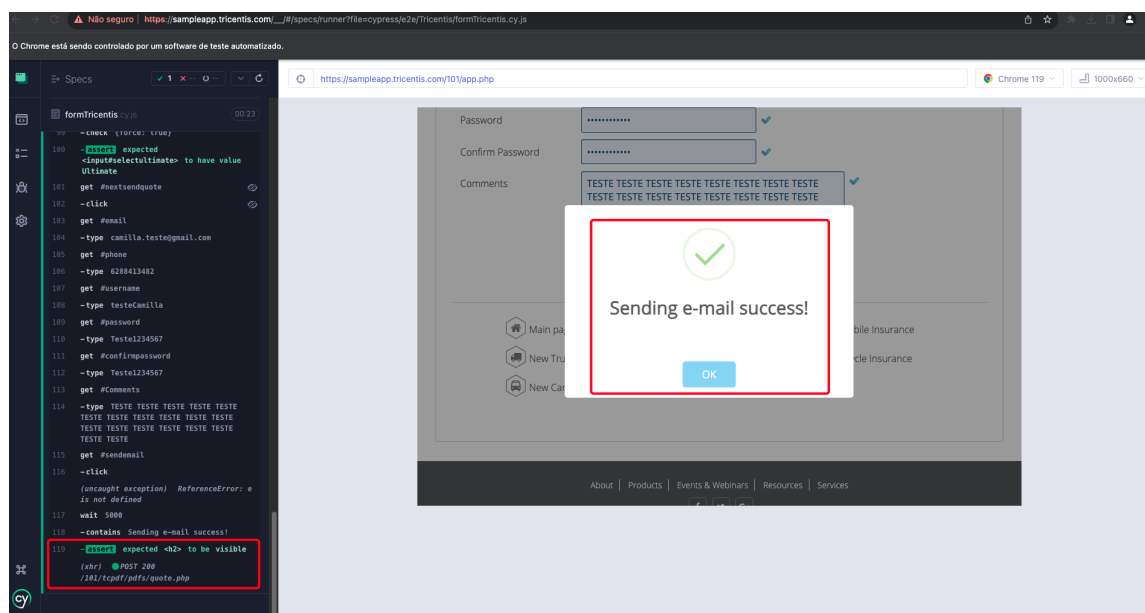 Não seguro | https://sampleapp.tricentis.com/__/#/specs/runner?file=cypress/e2e/Tricentis/formTricentis.cy.js
O Chrome está sendo controlado por um software de teste automatizado.
Specs
1
--
--
https://sampleapp.tricentis.com/101/app.php
Chrome 119
1000x660
formTricentis.cy.js
00:23
99 -check {force: true}
100 -assert expected
<input#selectultimate> to have value
Ultimate
101 get #nextsendquote
102 -click
103 get #email
104 -type camilla.teste@gmail.com
105 get #phone
106 -type 6288413482
107 get #username
108 -type testeCamilla
109 get #password
110 -type Teste1234567
111 get #confirmpassword
112 -type Teste1234567
113 get #Comments
114 -type TESTE TESTE TESTE TESTE TESTE
TESTE TESTE TESTE TESTE TESTE TESTE
TESTE TESTE TESTE TESTE TESTE TESTE
TESTE TESTE
115 get #sendemail
116 -click
(uncaught exception) ReferenceError: e
is not defined
117 wait 5000
118 -contains Sending e-mail success!
119 -assert expected <h2> to be visible
(xhr) POST 200
/101/tcpdf/pdfs/quote.php
cy
Password
••••••••••••
Confirm Password
••••••••••••
Comments
TESTE TESTE TESTE TESTE TESTE TESTE TESTE TESTE
TESTE TESTE TESTE TESTE TESTE TESTE TESTE TESTE
Sending e-mail success!
OK
Main pa
bile Insurance
New Tru
cle Insurance
New Car
About | Products | Events & Webinars | Resources | Services